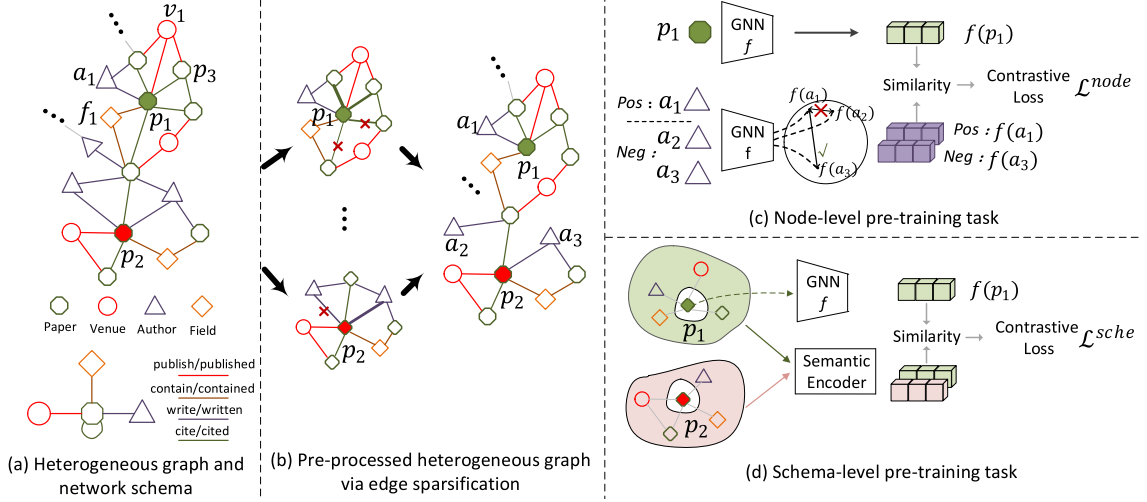 v₁
a₁
p₃
f₁
p₁
p₂
Paper Venue Author Field
publish/published
contain/contained
write/written
cite/cited
(a) Heterogeneous graph and
network schema
p₁
p₂
a₁
p₁
a₂
a₃
p₂
(b) Pre-processed heterogeneous graph
via edge sparsification
p₁
GNN
f
f(p₁)
Similarity
Contrastive
Loss
ℒⁿᵒᵈᵉ
Pos : a₁
Neg :
a₂
a₃
GNN
f
f(a₁)
f(a₂)
f(a₃)
Pos : f(a₁)
Neg : f(a₃)
(c) Node-level pre-training task
p₁
GNN
f
f(p₁)
Similarity
Contrastive
Loss
ℒˢᶜʰᵉ
Semantic
Encoder
p₂
(d) Schema-level pre-training task